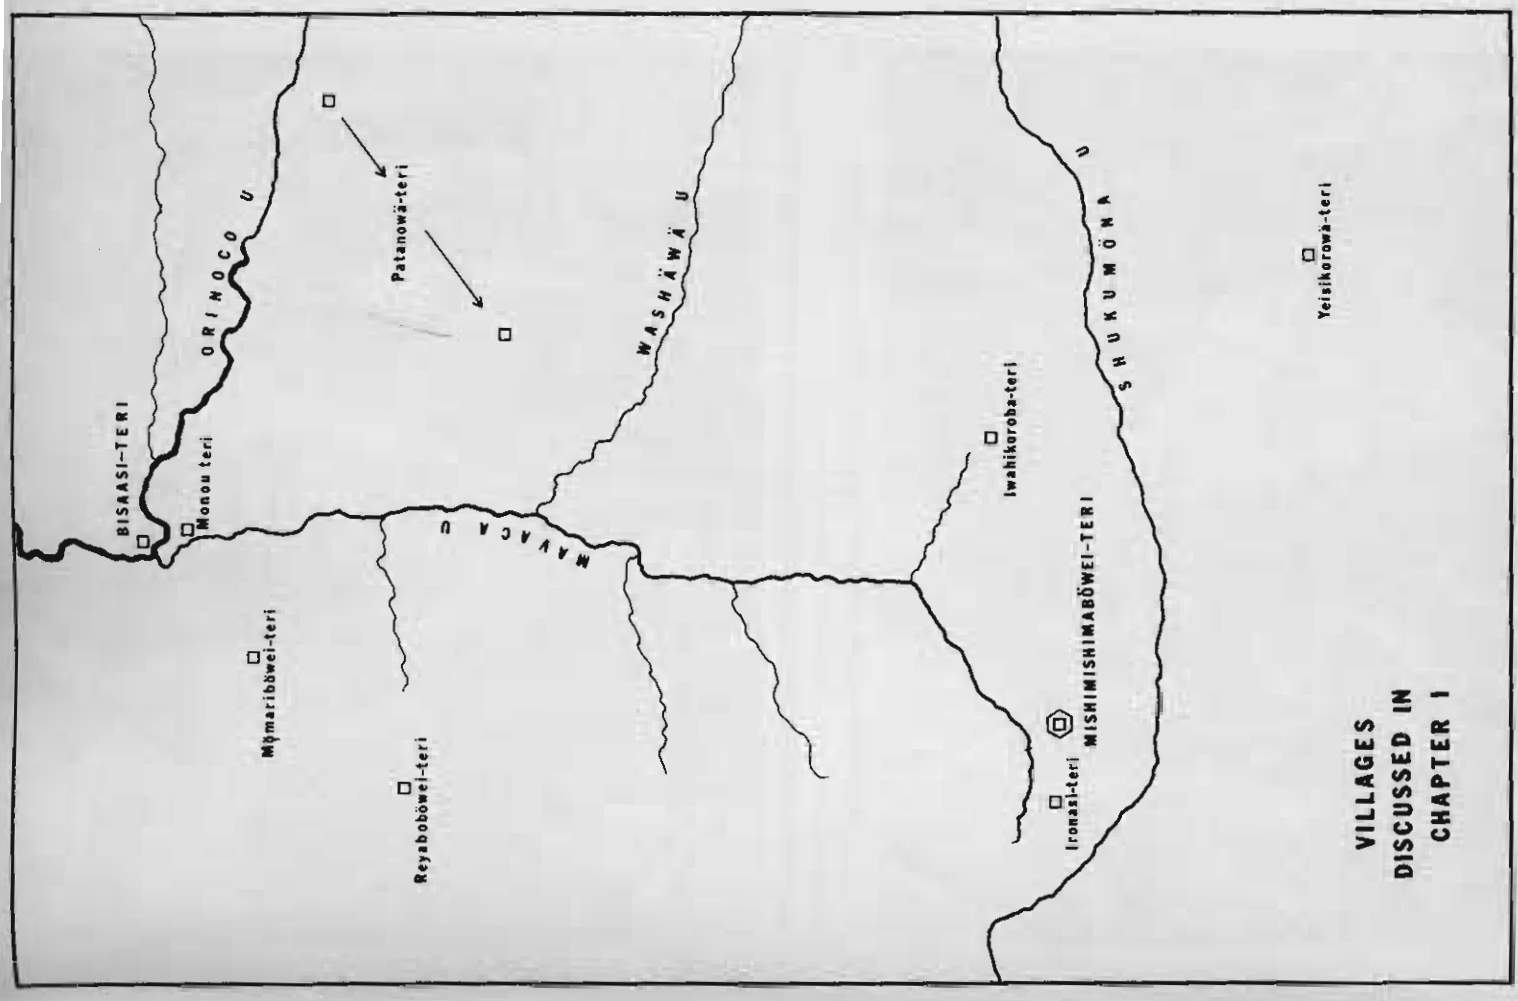 BISAASI-TERI
Monou teri
ORINOCO U
Patanowä-teri
Mömariböwei-teri
Reyaboböwei-teri
MAVACA U
WASHÄWÄ U
Iwahikoroba-teri
MISHIMISHIMABÖWEI-TERI
Ironasi-teri
SHUKUMÖNA U
Yeisikorowä-teri
VILLAGES
DISCUSSED IN
CHAPTER I